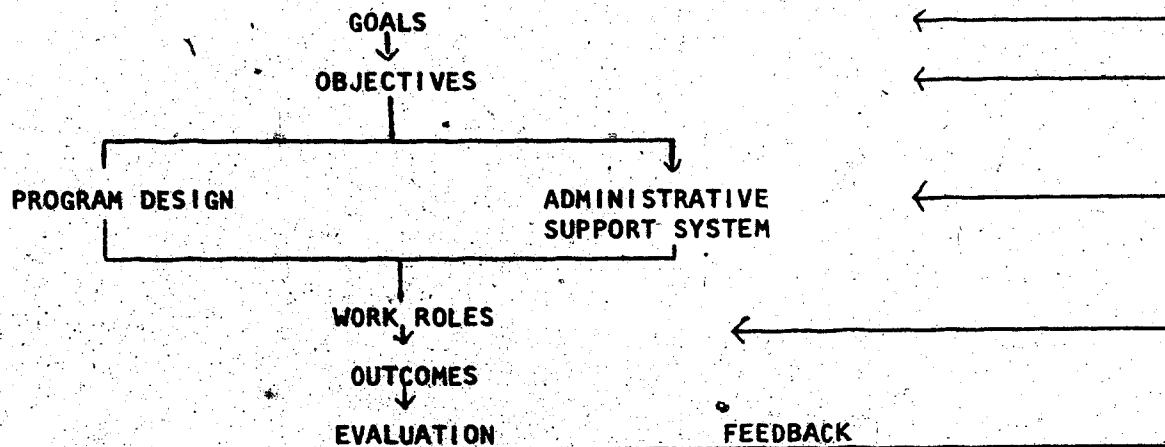 GOALS
OBJECTIVES
PROGRAM DESIGN
ADMINISTRATIVE
SUPPORT SYSTEM
WORK ROLES
OUTCOMES
EVALUATION
FEEDBACK